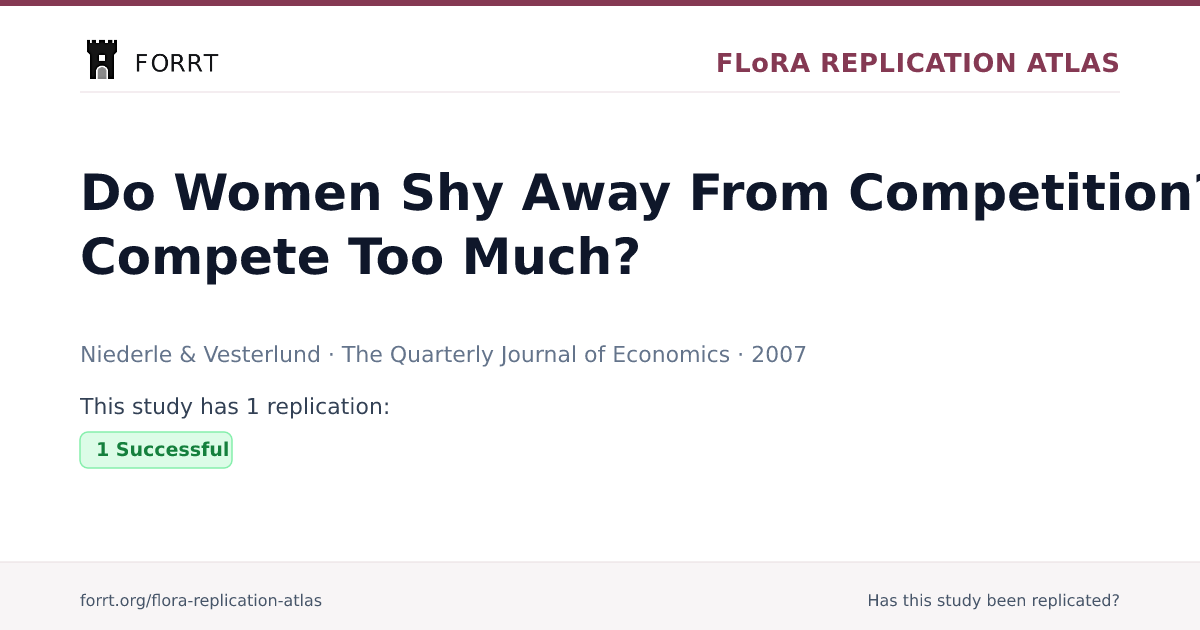 FORRT
FLoRA REPLICATION ATLAS
Do Women Shy Away From Competition?
Compete Too Much?
Niederle & Vesterlund · The Quarterly Journal of Economics · 2007
This study has 1 replication:
1 Successful
forrt.org/flora-replication-atlas
Has this study been replicated?